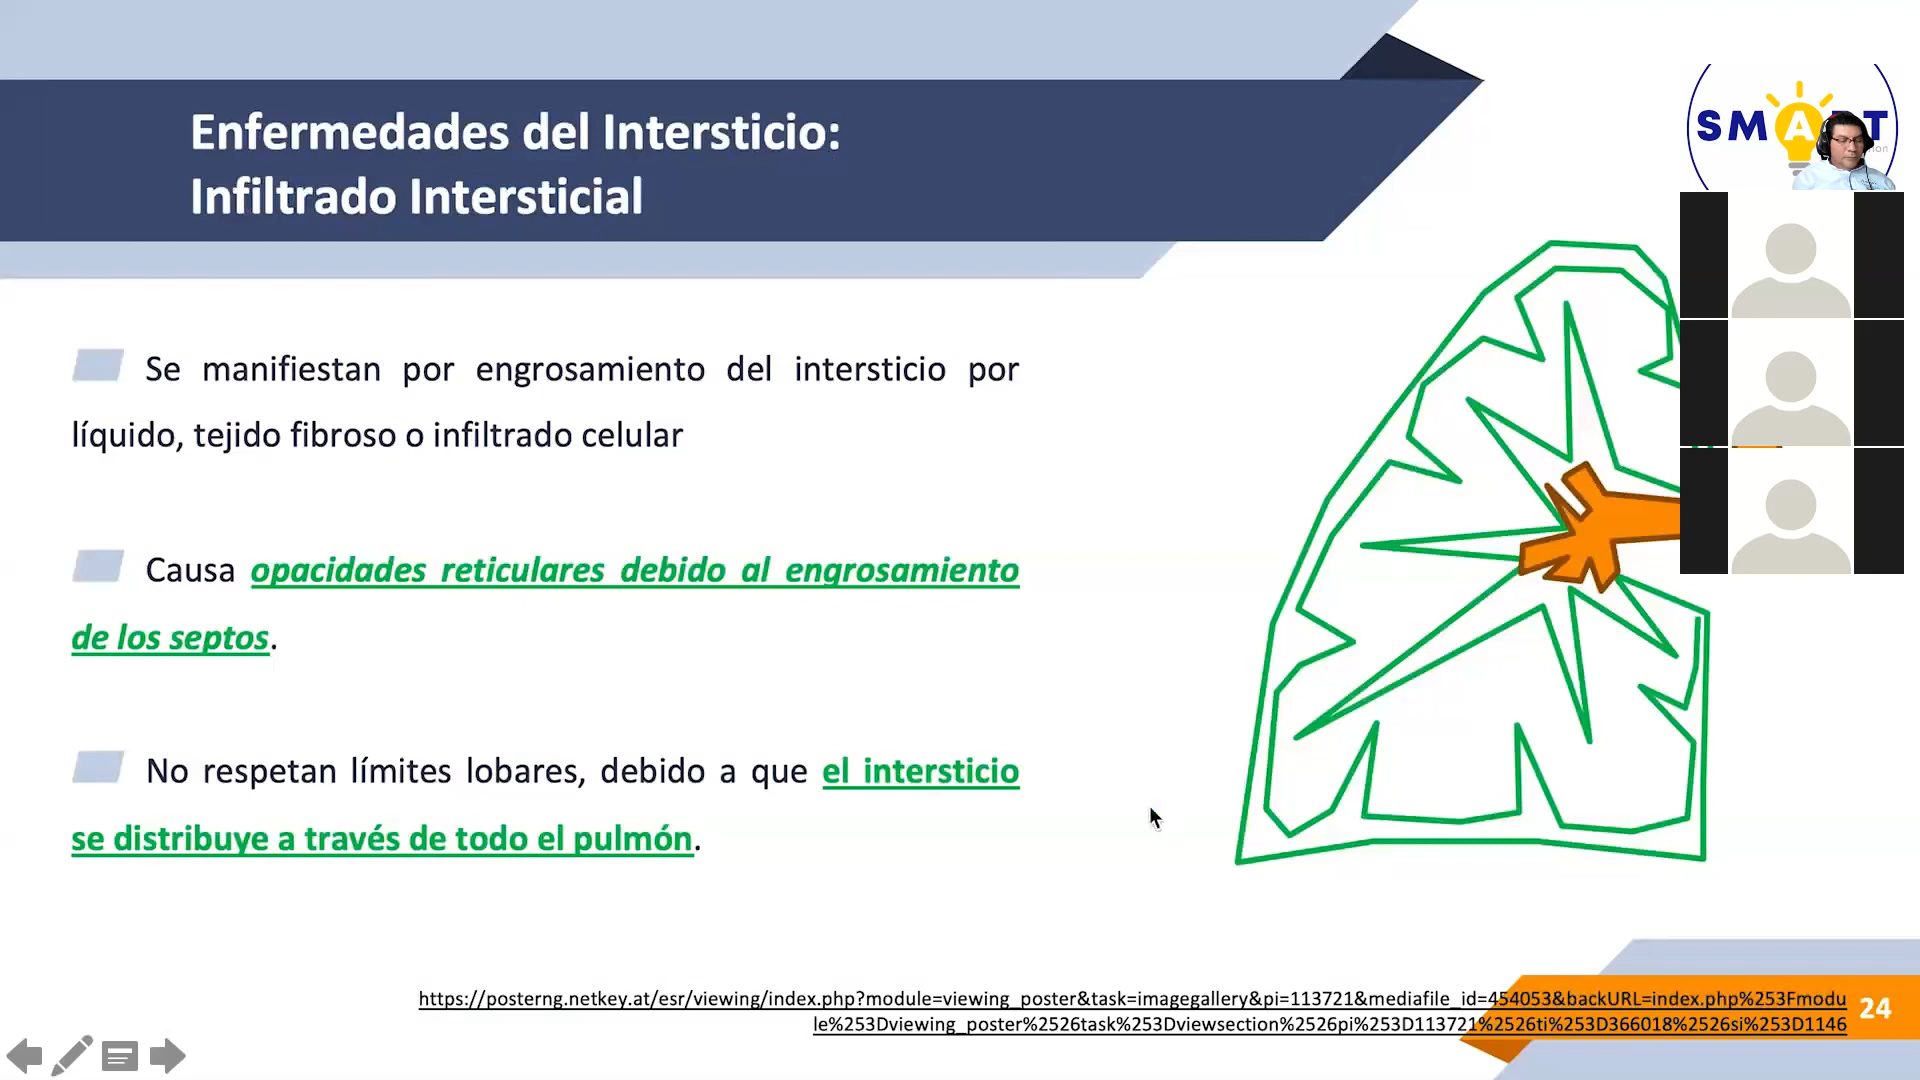 Enfermedades del Intersticio:
Infiltrado Intersticial
SMART
Se manifiestan por engrosamiento del intersticio por
líquido, tejido fibroso o infiltrado celular
Causa opacidades reticulares debido al engrosamiento
de los septos.
No respetan límites lobares, debido a que el intersticio
se distribuye a través de todo el pulmón.
https://posterng.netkey.at/esr/viewing/index.php?module=viewing_poster&task=imagegallery&pi=113721&mediafile_id=454053&backURL=index.php%253Fmodu
le%253Dviewing_poster%2526task%253Dviewsection%2526pi%253D113721%2526ti%253D366018%2526si%253D1146
24